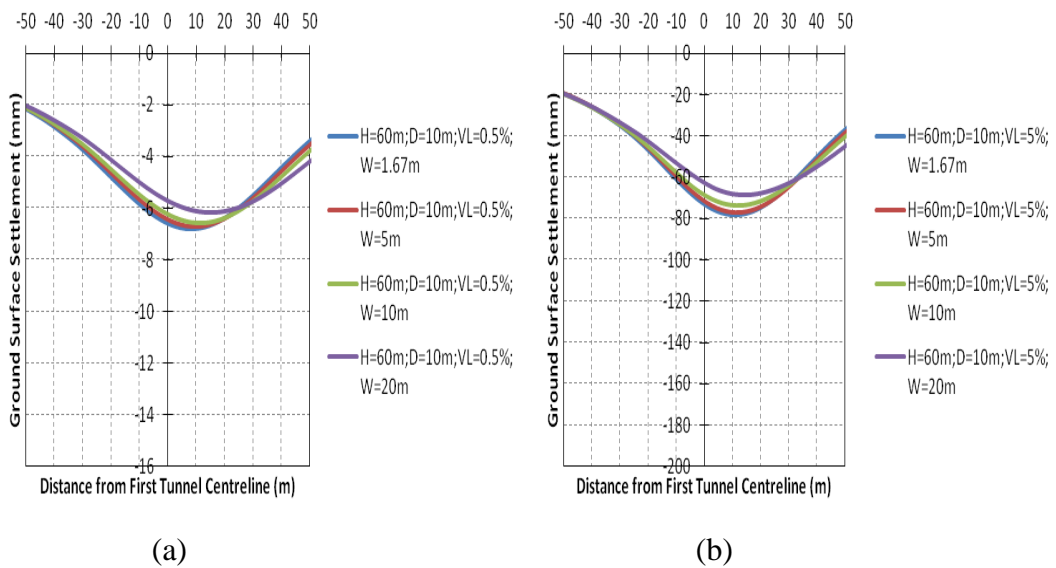 -50 -40 -30 -20 -10 0 10 20 30 40 50
0
-2
-4
-6
-8
-10
-12
-14
-16
Ground Surface Settlement (mm)
Distance from First Tunnel Centreline (m)
H=60m;D=10m;VL=0.5%;
W=1.67m
H=60m;D=10m;VL=0.5%;
W=5m
H=60m;D=10m;VL=0.5%;
W=10m
H=60m;D=10m;VL=0.5%;
W=20m
(a)
-50 -40 -30 -20 -10 0 10 20 30 40 50
0
-20
-40
-60
-80
-100
-120
-140
-160
-180
-200
Ground Surface Settlement (mm)
Distance from First Tunnel Centreline (m)
H=60m;D=10m;VL=5%;
W=1.67m
H=60m;D=10m;VL=5%;
W=5m
H=60m;D=10m;VL=5%;
W=10m
H=60m;D=10m;VL=5%;
W=20m
(b)